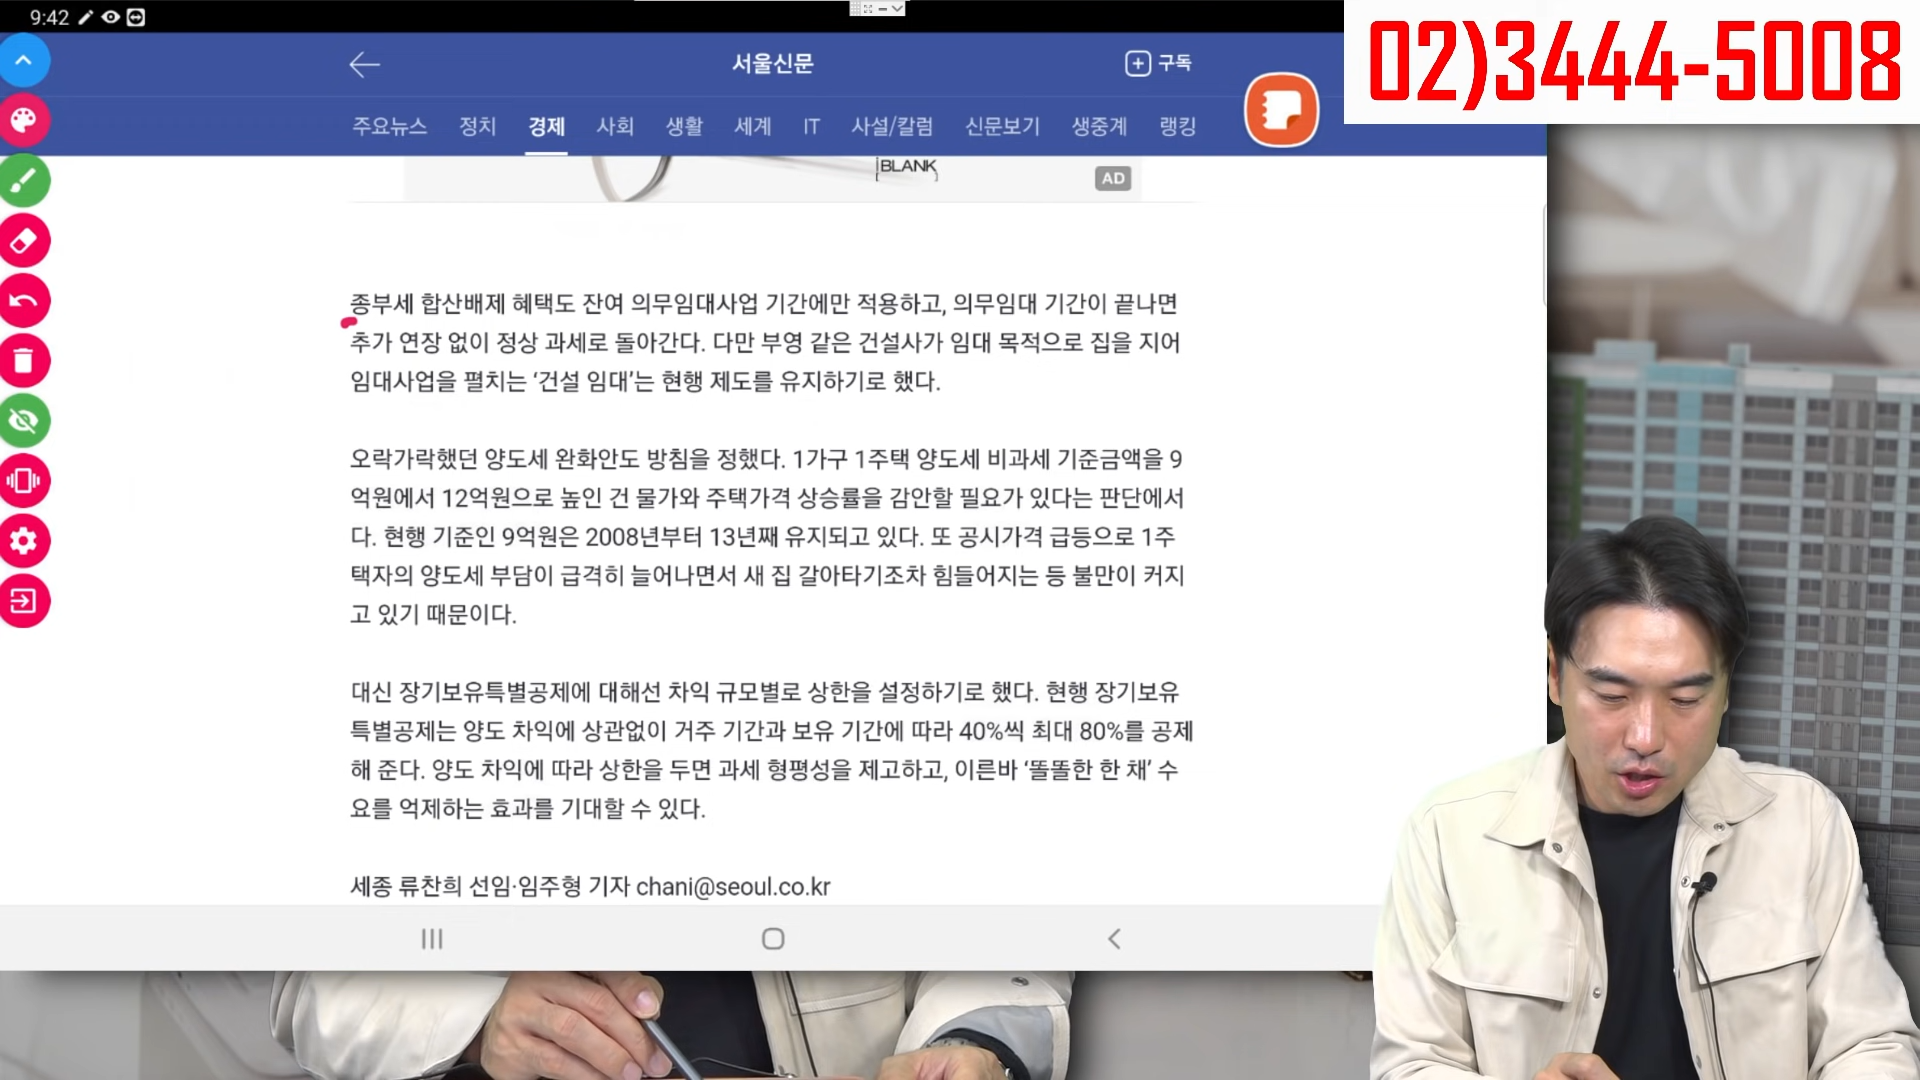 9:42
02)3444-5008
서울신문
구독
주요뉴스 정치 경제 사회 생활 세계 IT 사설/칼럼 신문보기 생중계 랭킹
BLANK
AD
종부세 합산배제 혜택도 잔여 의무임대사업 기간에만 적용하고, 의무임대 기간이 끝나면
추가 연장 없이 정상 과세로 돌아간다. 다만 부영 같은 건설사가 임대 목적으로 집을 지어
임대사업을 펼치는 ‘건설 임대’는 현행 제도를 유지하기로 했다.
오락가락했던 양도세 완화안도 방침을 정했다. 1가구 1주택 양도세 비과세 기준금액을 9
억원에서 12억원으로 높인 건 물가와 주택가격 상승률을 감안할 필요가 있다는 판단에서
다. 현행 기준인 9억원은 2008년부터 13년째 유지되고 있다. 또 공시가격 급등으로 1주
택자의 양도세 부담이 급격히 늘어나면서 새 집 갈아타기조차 힘들어지는 등 불만이 커지
고 있기 때문이다.
대신 장기보유특별공제에 대해선 차익 규모별로 상한을 설정하기로 했다. 현행 장기보유
특별공제는 양도 차익에 상관없이 거주 기간과 보유 기간에 따라 40%씩 최대 80%를 공제
해 준다. 양도 차익에 따라 상한을 두면 과세 형평성을 제고하고, 이른바 ‘똘똘한 한 채’ 수
요를 억제하는 효과를 기대할 수 있다.
세종 류찬희 선임·임주형 기자 chani@seoul.co.kr